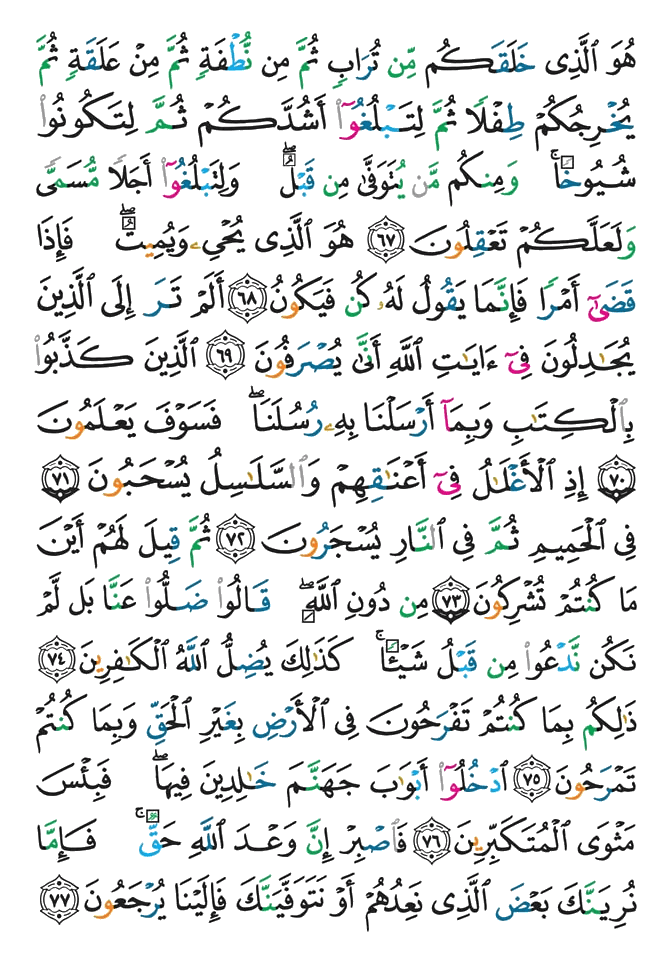 هُوَ ٱلَّذِى خَلَقَكُم مِّن تُرَابٍ ثُمَّ مِن نُّطْفَةٍ ثُمَّ مِنْ عَلَقَةٍ ثُمَّ
يُخْرِجُكُمْ طِفْلًا ثُمَّ لِتَبْلُغُوٓا۟ أَشُدَّكُمْ ثُمَّ لِتَكُونُوا۟
شُيُوخًاۚ وَمِنكُم مَّن يُتَوَفَّىٰ مِن قَبْلُۖ وَلِتَبْلُغُوٓا۟ أَجَلًا مُّسَمًّى
وَلَعَلَّكُمْ تَعْقِلُونَ ٦٧ هُوَ ٱلَّذِى يُحْىِۦ وَيُمِيتُۖ فَإِذَا
قَضَىٰٓ أَمْرًا فَإِنَّمَا يَقُولُ لَهُۥ كُن فَيَكُونُ ٦٨ أَلَمْ تَرَ إِلَى ٱلَّذِينَ
يُجَـٰدِلُونَ فِىٓ ءَايَـٰتِ ٱللَّهِ أَنَّىٰ يُصْرَفُونَ ٦٩ ٱلَّذِينَ كَذَّبُوا۟
بِٱلْكِتَـٰبِ وَبِمَآ أَرْسَلْنَا بِهِۦ رُسُلَنَاۖ فَسَوْفَ يَعْلَمُونَ
٧٠ إِذِ ٱلْأَغْلَـٰلُ فِىٓ أَعْنَـٰقِهِمْ وَٱلسَّلَـٰسِلُ يُسْحَبُونَ ٧١
فِى ٱلْحَمِيمِ ثُمَّ فِى ٱلنَّارِ يُسْجَرُونَ ٧٢ ثُمَّ قِيلَ لَهُمْ أَيْنَ
مَا كُنتُمْ تُشْرِكُونَ ٧٣ مِن دُونِ ٱللَّهِۖ قَالُوا۟ ضَلُّوا۟ عَنَّا بَل لَّمْ
نَكُن نَّدْعُوا۟ مِن قَبْلُ شَيْـًٔاۚ كَذَٰلِكَ يُضِلُّ ٱللَّهُ ٱلْكَـٰفِرِينَ ٧٤
ذَٰلِكُم بِمَا كُنتُمْ تَفْرَحُونَ فِى ٱلْأَرْضِ بِغَيْرِ ٱلْحَقِّ وَبِمَا كُنتُمْ
تَمْرَحُونَ ٧٥ ٱدْخُلُوٓا۟ أَبْوَٰبَ جَهَنَّمَ خَـٰلِدِينَ فِيهَاۖ فَبِئْسَ
مَثْوَى ٱلْمُتَكَبِّرِينَ ٧٦ فَٱصْبِرْ إِنَّ وَعْدَ ٱللَّهِ حَقٌّۚ فَإِمَّا
نُرِيَنَّكَ بَعْضَ ٱلَّذِى نَعِدُهُمْ أَوْ نَتَوَفَّيَنَّكَ فَإِلَيْنَا يُرْجَعُونَ ٧٧